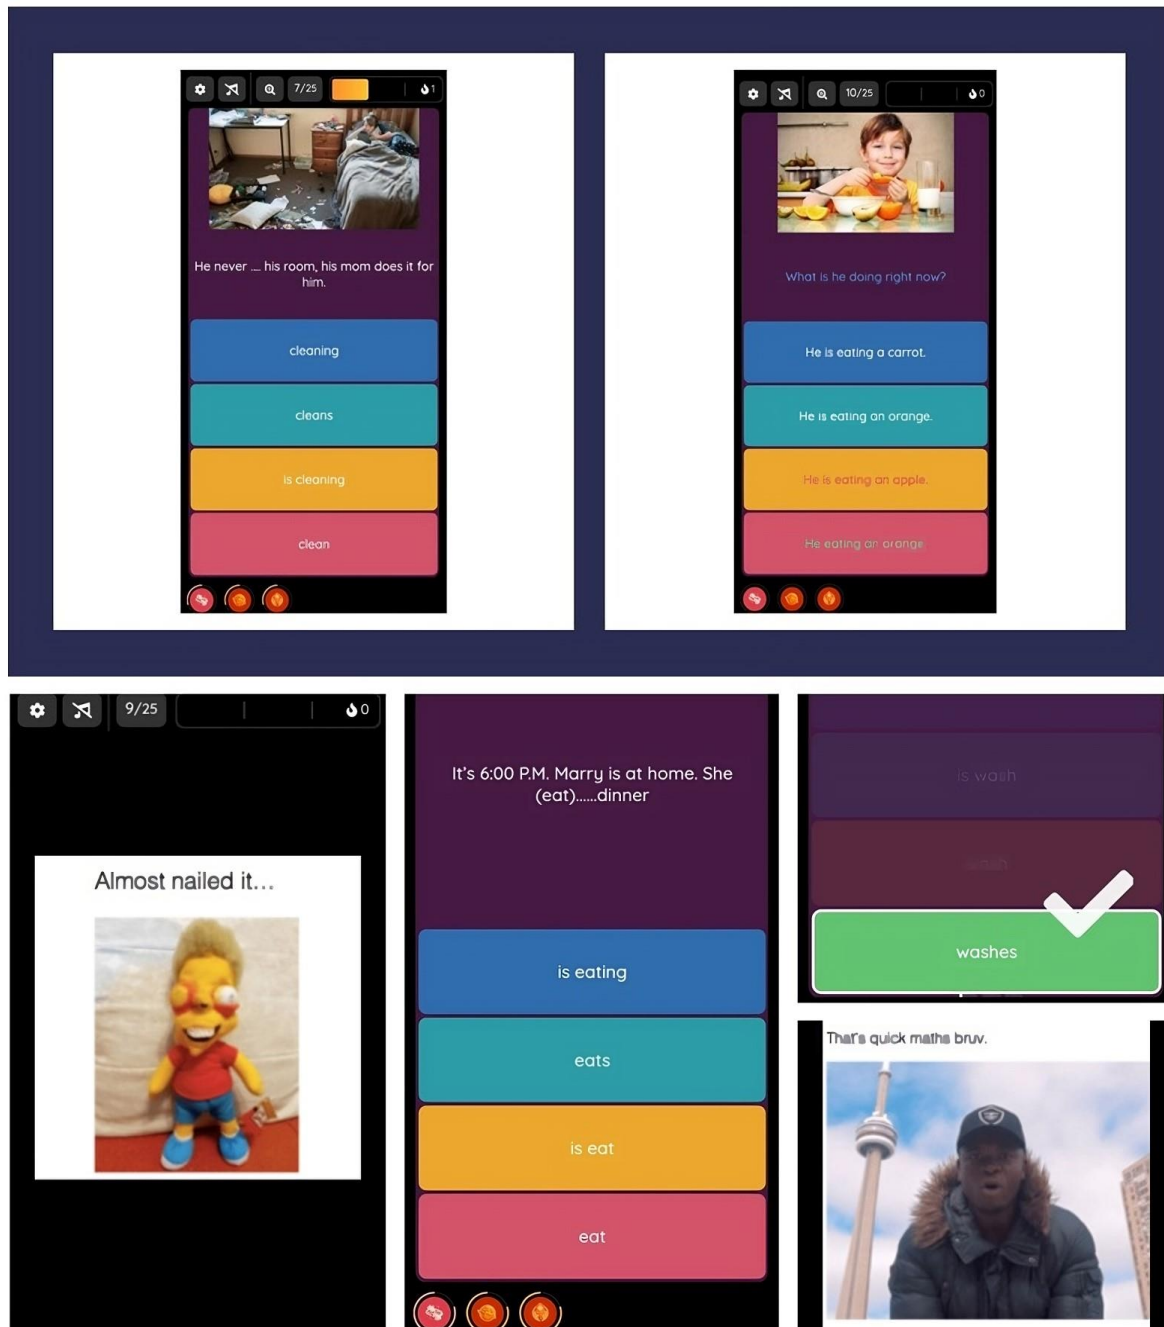 7/25
1
He never .... his room, his mom does it for
him.
cleaning
cleans
is cleaning
clean
10/25
0
What is he doing right now?
He is eating a carrot.
He is eating an orange.
He is eating an apple.
He eating an orange
9/25
0
Almost nailed it...
It's 6:00 P.M. Marry is at home. She
(eat)......dinner
is eating
eats
is eat
eat
is wash
wash
washes
That's quick maths bruv.